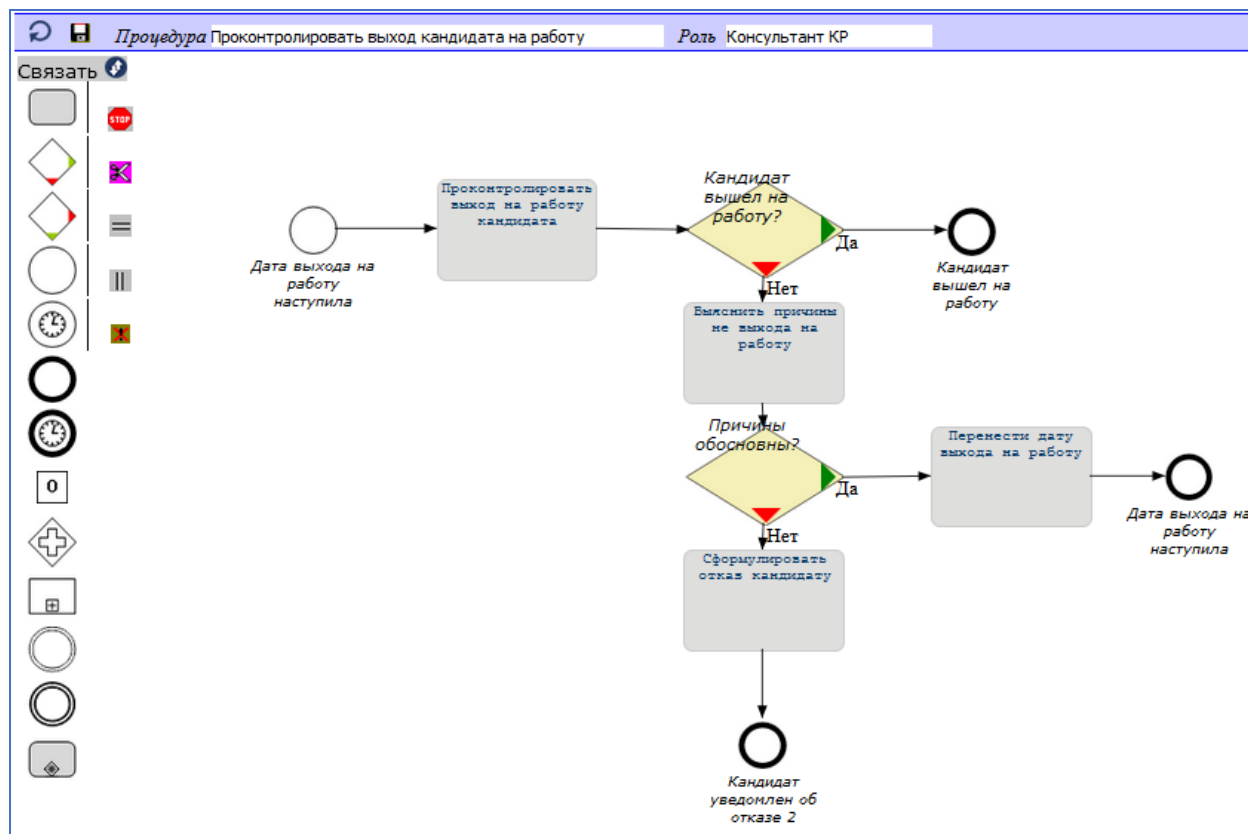 Процедура Проконтролировать выход кандидата на работу Роль Консультант КР
Связать
STOP
Проконтролировать
выход на работу
кандидата
Кандидат
вышел на
работу?
Да
Нет
Дата выхода на
работу
наступила
Кандидат
вышел на
работу
Выяснить причины
не выхода на
работу
Причины
обосновны?
Да
Нет
Перенести дату
выхода на работу
Дата выхода на
работу
наступила
0
Сформулировать
отказ кандидату
Кандидат
уведомлен об
отказе 2